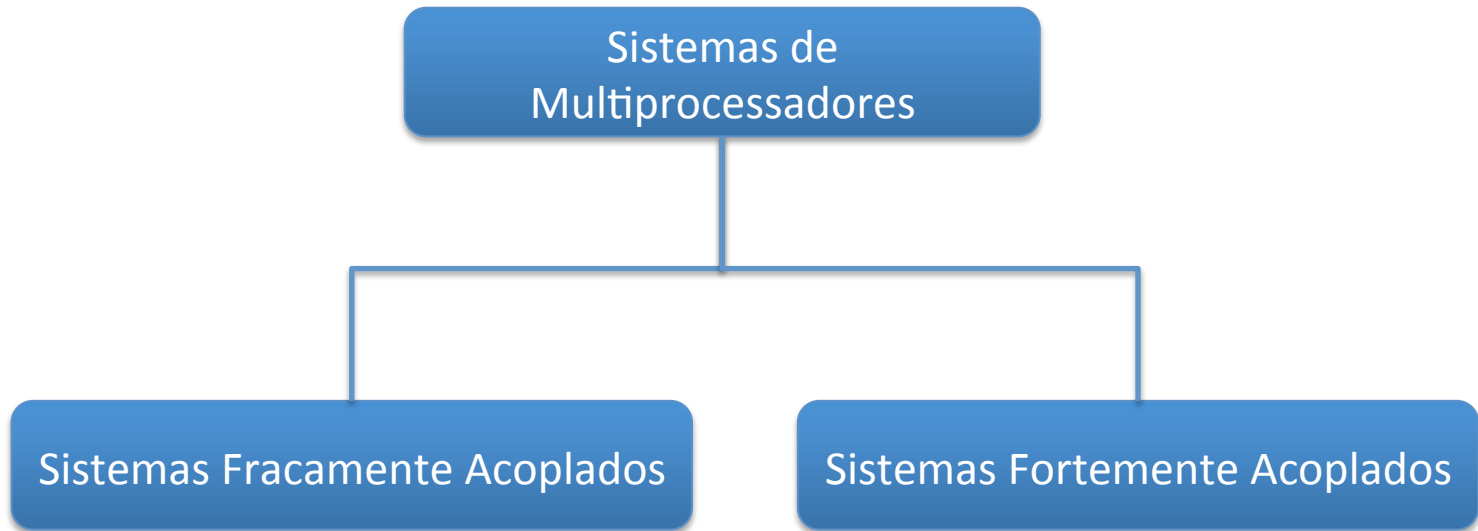 Sistemas de
Multiprocessadores
Sistemas Fracamente Acoplados
Sistemas Fortemente Acoplados